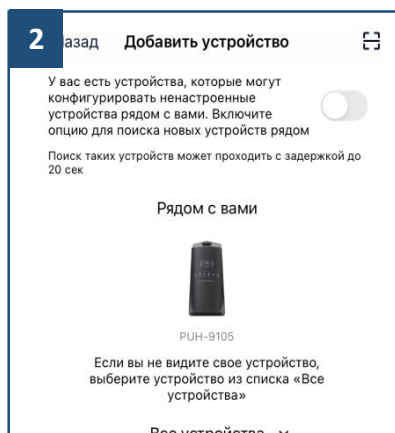 2
азад Добавить устройство
У вас есть устройства, которые могут
конфигурировать ненастроенные
устройства рядом с вами. Включите
опцию для поиска новых устройств рядом
Поиск таких устройств может проходить с задержкой до
20 сек
Рядом с вами
PUH-9105
Если вы не видите свое устройство,
выберите устройство из списка «Все
устройства»
Все устройства